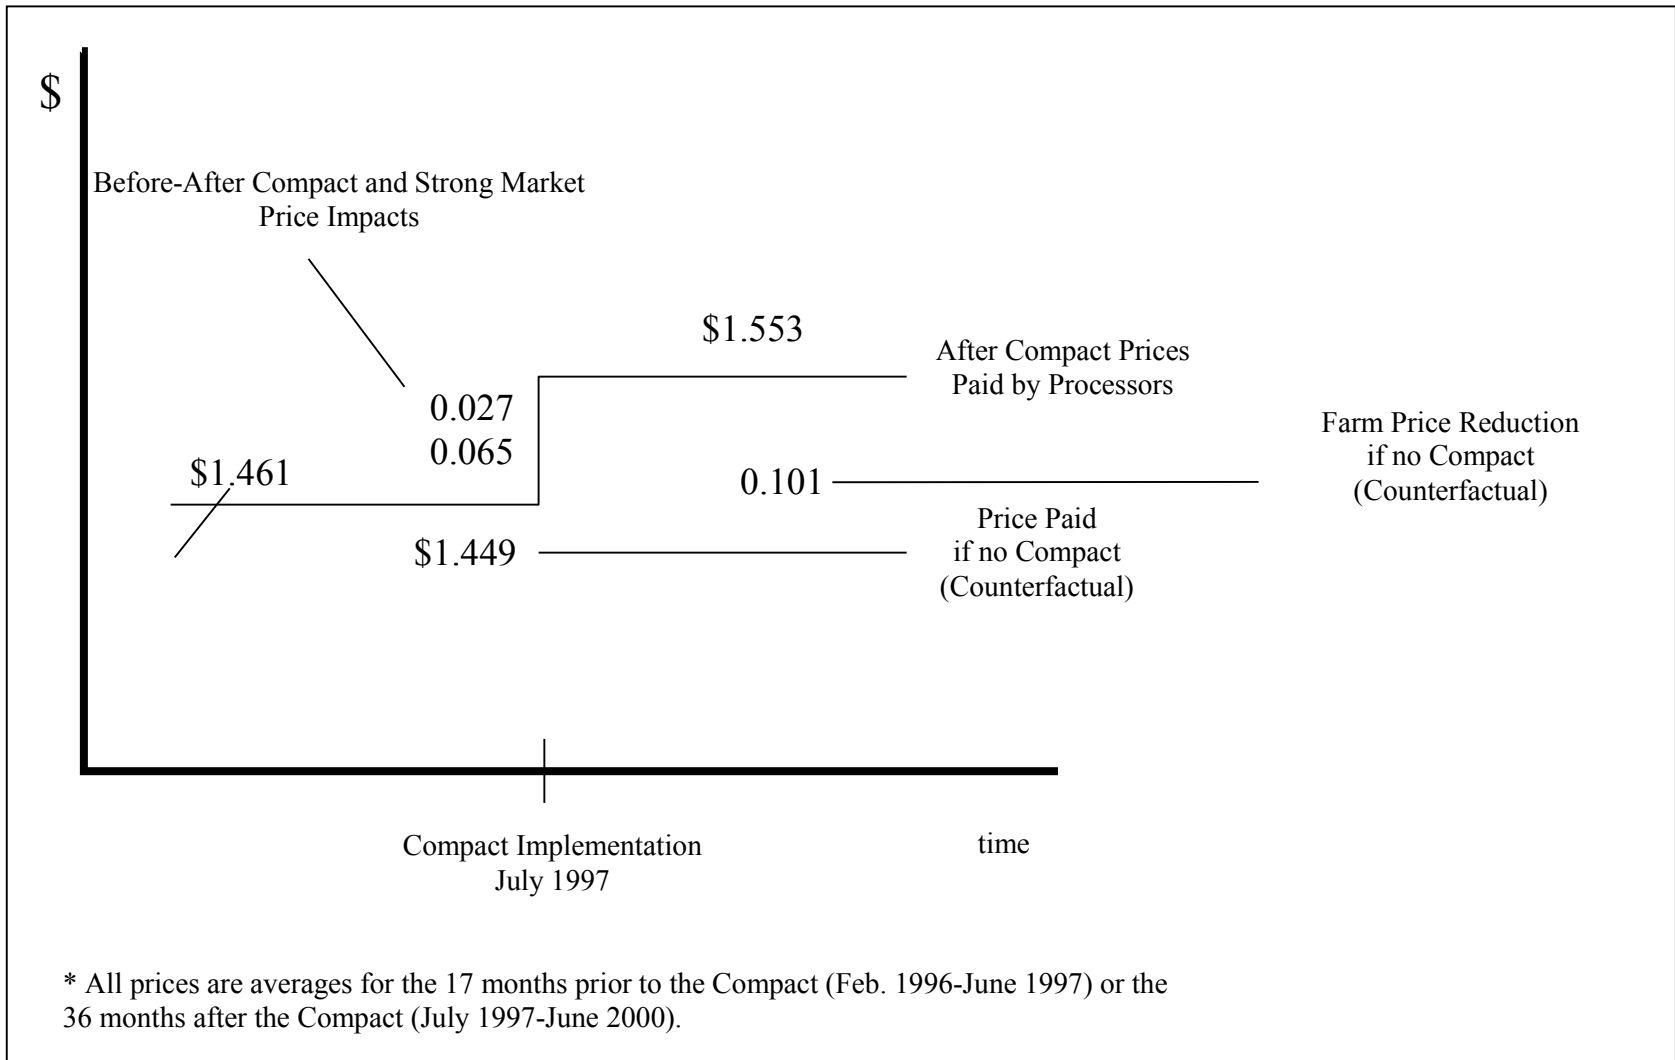 $
Before-After Compact and Strong Market
Price Impacts
$1.553
After Compact Prices
Paid by Processors
0.027
0.065
$1.461
0.101
Farm Price Reduction
if no Compact
(Counterfactual)
$1.449
Price Paid
if no Compact
(Counterfactual)
Compact Implementation
July 1997
time
* All prices are averages for the 17 months prior to the Compact (Feb. 1996-June 1997) or the
36 months after the Compact (July 1997-June 2000).